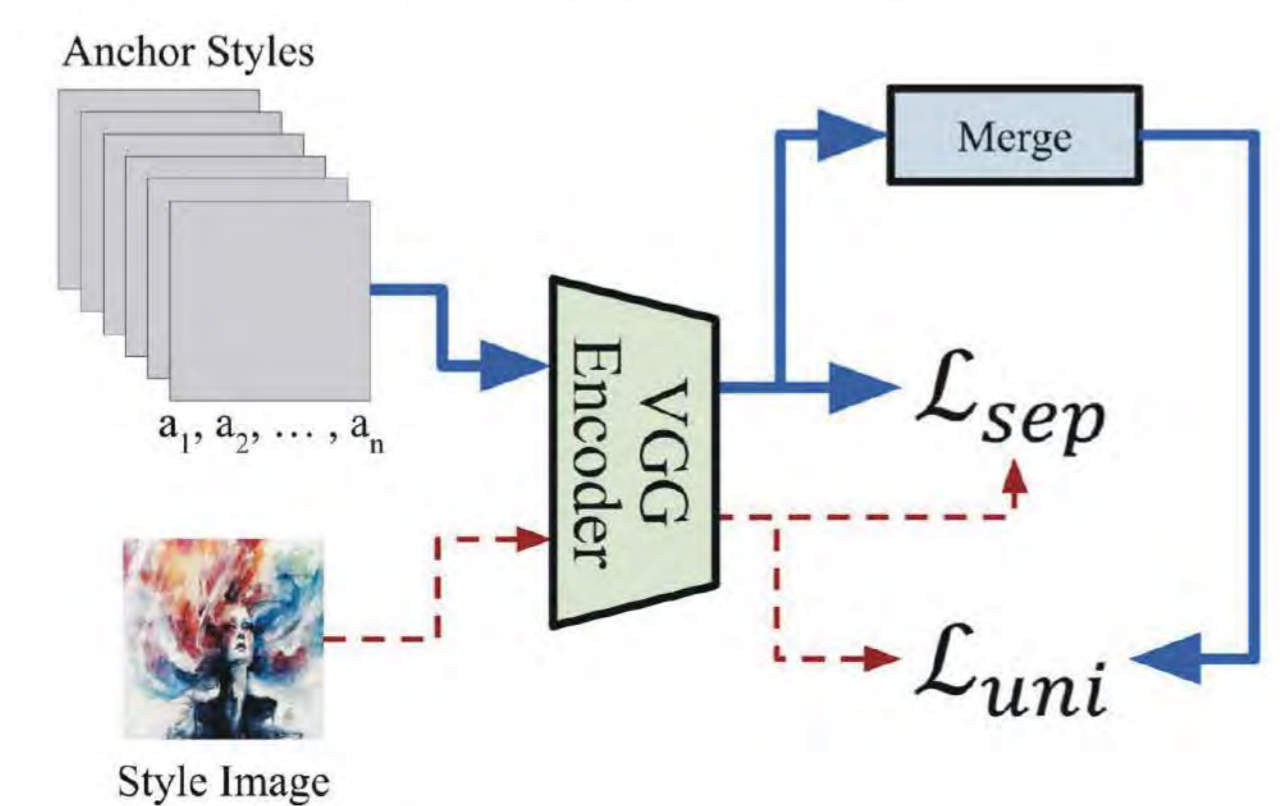 Anchor Styles
a₁, a₂, … , aₙ
Style Image
VGG
Encoder
Merge
ℒ𝑠𝑒𝑝
ℒ𝑢𝑛𝑖